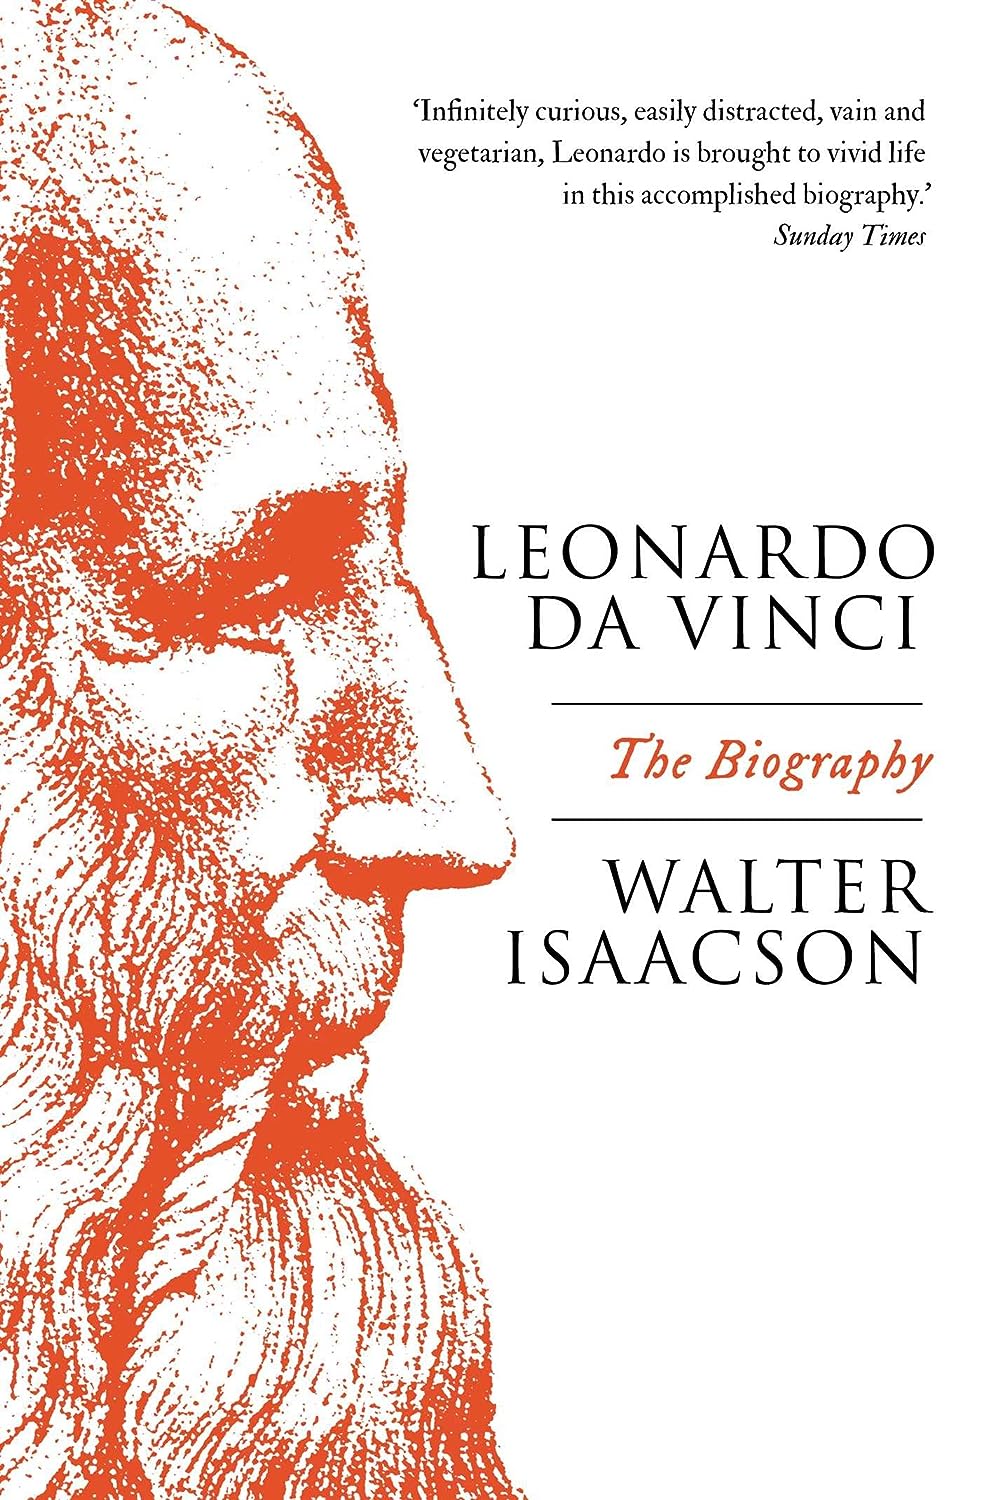 ‘Infinitely curious, easily distracted, vain and
vegetarian, Leonardo is brought to vivid life
in this accomplished biography.’
Sunday Times
LEONARDO
DA VINCI
The Biography
WALTER
ISAACSON